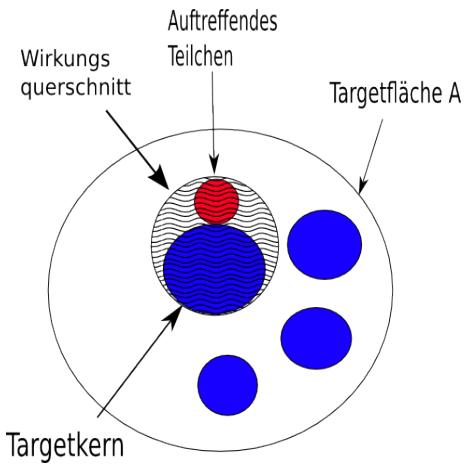 Auftreffendes
Teilchen
Wirkungs
querschnitt
Targetfläche A
Targetkern